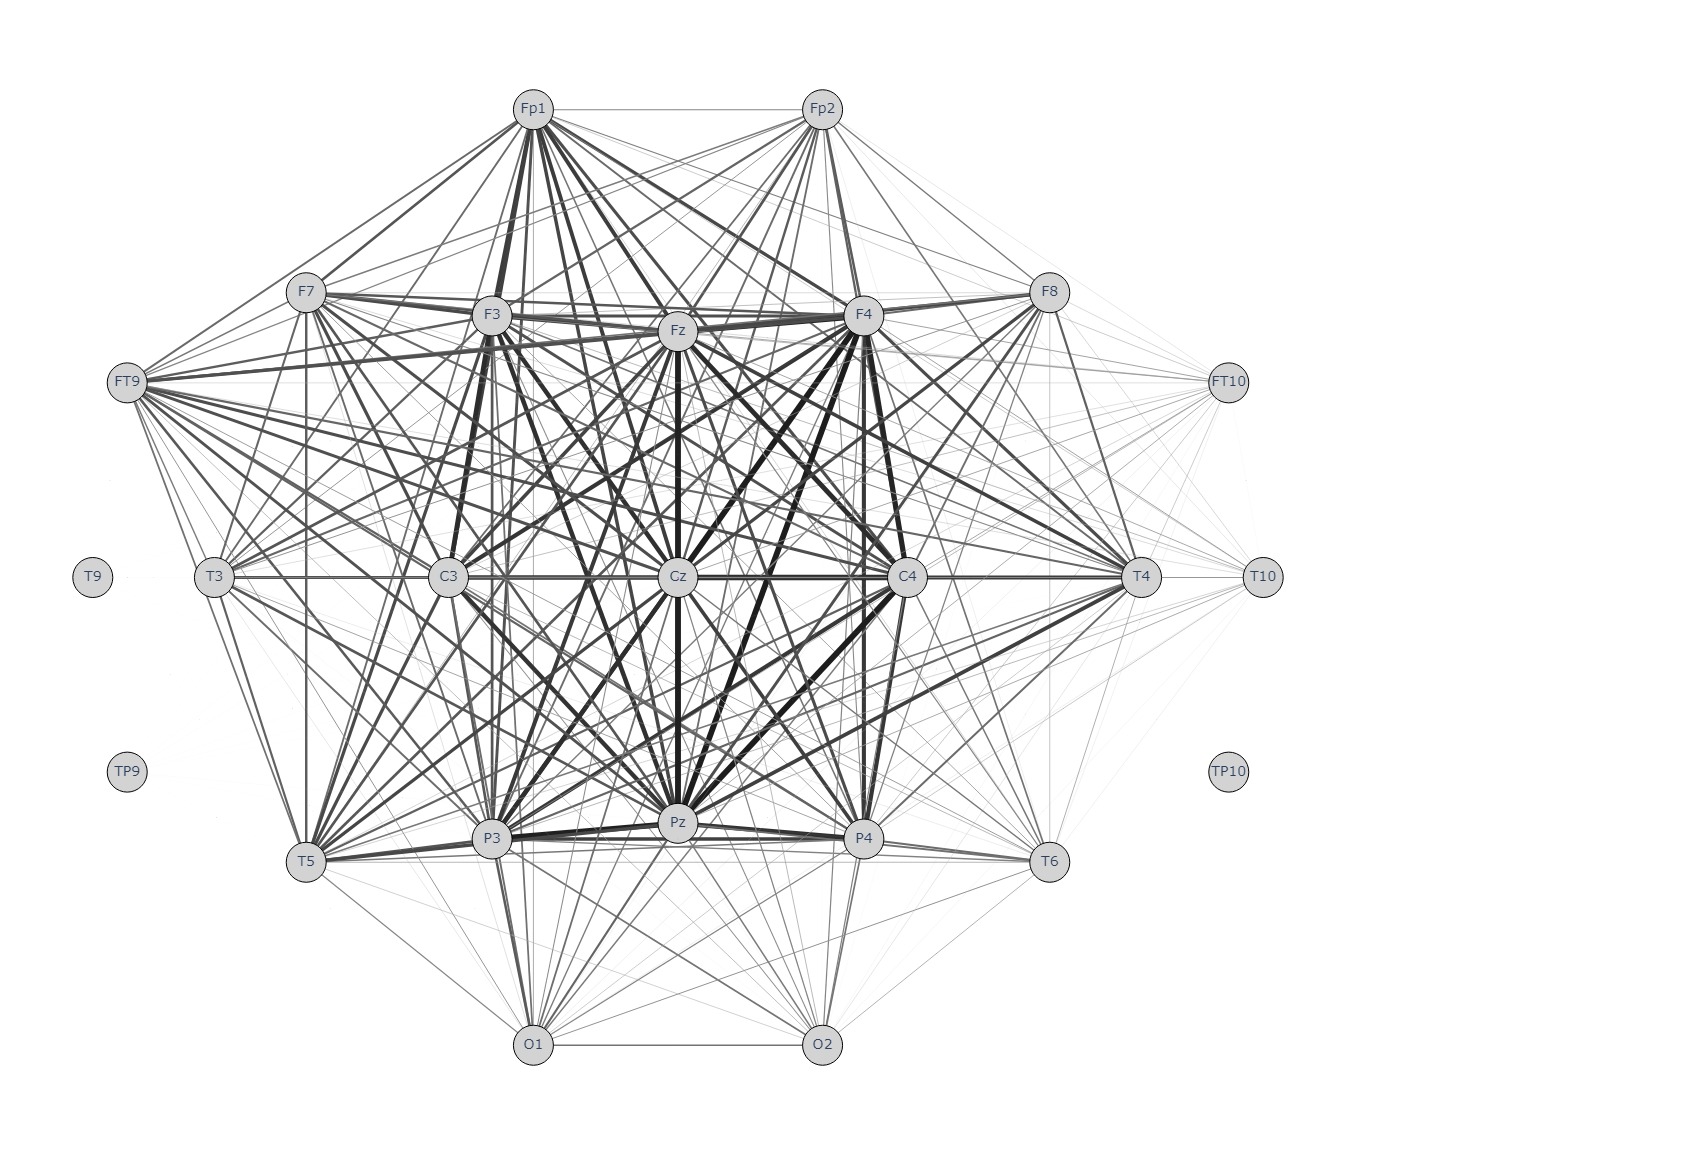 Fp1 Fp2
F7 F3 Fz F4 F8
FT9 FT10
T9 T3 C3 Cz C4 T4 T10
TP9 TP10
T5 P3 Pz P4 T6
O1 O2